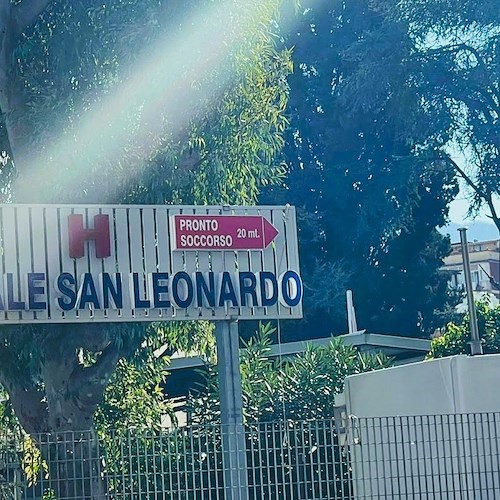 H
PRONTO
SOCCORSO 20 mt.
ALE SAN LEONARDO